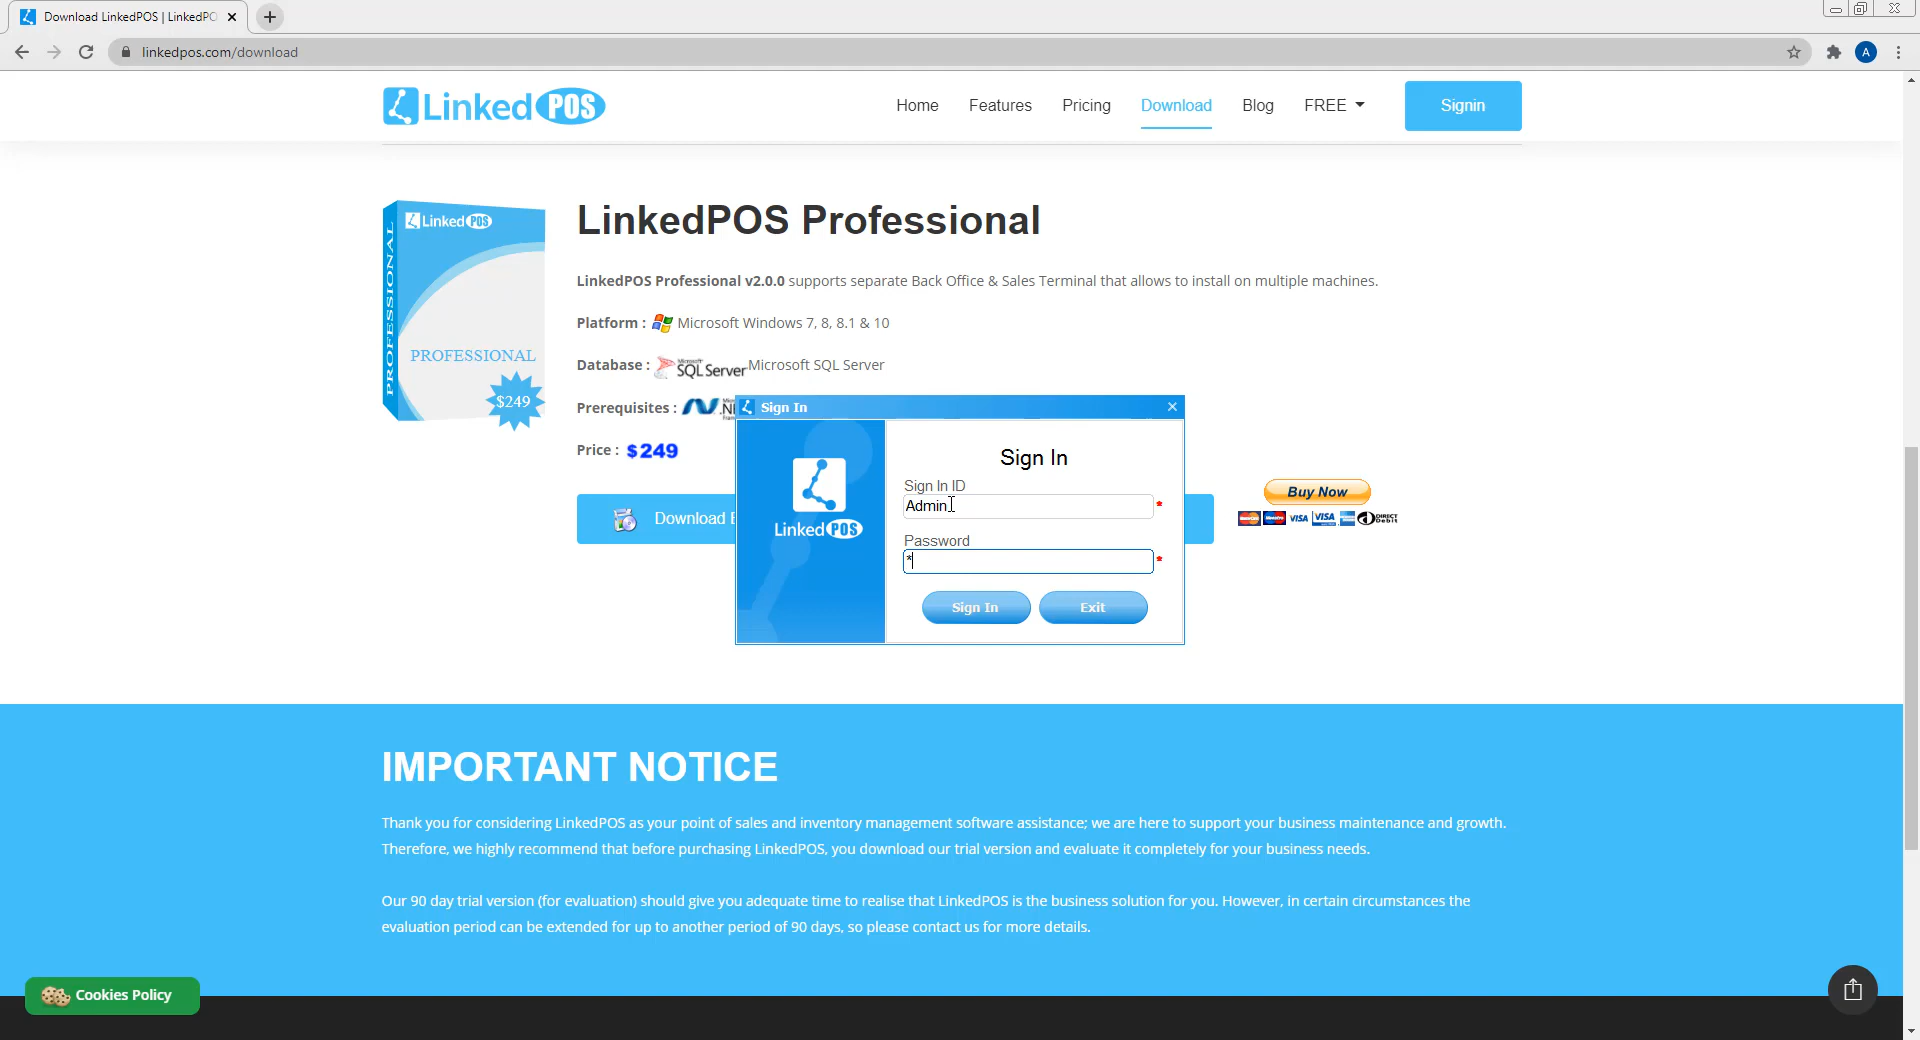 Download LinkedPOS | LinkedPO
linkedpos.com/download
A
Linked POS
Home
Features
Pricing
Download
Blog
FREE
Signin
Linked POS
PROFESSIONAL
PROFESSIONAL
$249
LinkedPOS Professional
LinkedPOS Professional v2.0.0 supports separate Back Office & Sales Terminal that allows to install on multiple machines.
Platform : Microsoft Windows 7, 8, 8.1 & 10
Database : Microsoft SQL Server Microsoft SQL Server
Prerequisites :
Price : $249
Download
Sign In
Linked POS
Sign In
Sign In ID
Admin *
Password
* *
Sign In
Exit
Buy Now
MasterCard Maestro VISA VISA DIRECT Debit
IMPORTANT NOTICE
Thank you for considering LinkedPOS as your point of sales and inventory management software assistance; we are here to support your business maintenance and growth.
Therefore, we highly recommend that before purchasing LinkedPOS, you download our trial version and evaluate it completely for your business needs.
Our 90 day trial version (for evaluation) should give you adequate time to realise that LinkedPOS is the business solution for you. However, in certain circumstances the
evaluation period can be extended for up to another period of 90 days, so please contact us for more details.
Cookies Policy